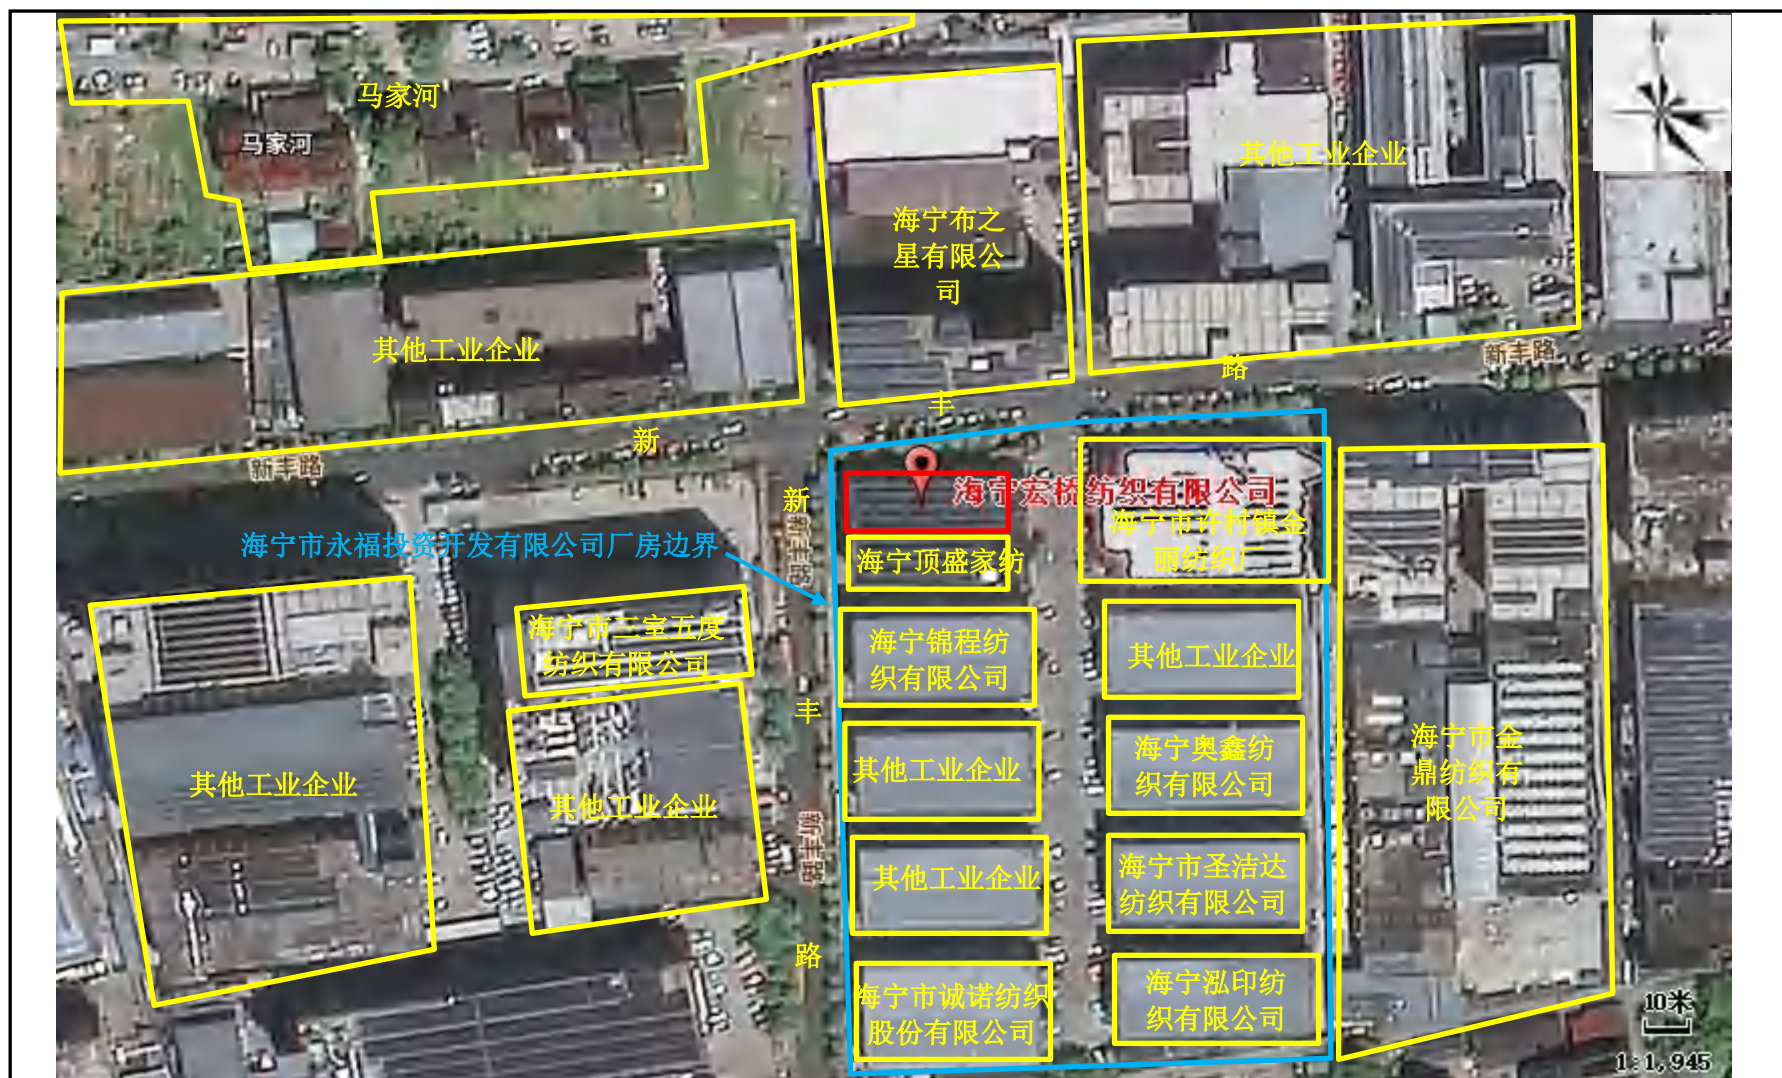 马家河
马家河
其他工业企业
海宁布之
星有限公
司
其他工业企业
新丰路
路
丰
新
新丰路
海宁宏桥纺织有限公司
新
海宁市许村镇金
丽纺织厂
海宁市永福投资开发有限公司厂房边界
新丰路
海宁顶盛家纺
海宁市三室五度
纺织有限公司
海宁锦程纺
织有限公司
其他工业企业
丰
海宁市金
鼎纺织有
限公司
海宁奥鑫纺
织有限公司
其他工业企业
其他工业企业
其他工业企业
新丰路
其他工业企业
海宁市圣洁达
纺织有限公司
路
海宁市诚诺纺织
股份有限公司
海宁泓印纺
织有限公司
10米
1:1,945